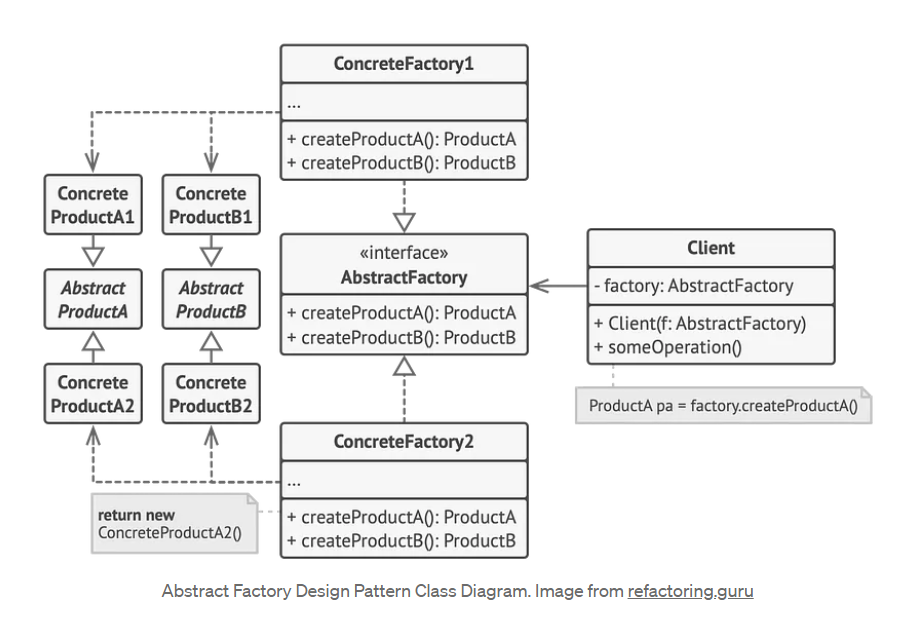 ConcreteFactory1
...
+ createProductA(): ProductA
+ createProductB(): ProductB
Concrete
ProductA1
Concrete
ProductB1
Abstract
ProductA
Abstract
ProductB
Concrete
ProductA2
Concrete
ProductB2
«interface»
AbstractFactory
+ createProductA(): ProductA
+ createProductB(): ProductB
Client
- factory: AbstractFactory
+ Client(f: AbstractFactory)
+ someOperation()
ProductA pa = factory.createProductA()
ConcreteFactory2
...
+ createProductA(): ProductA
+ createProductB(): ProductB
return new
ConcreteProductA2()
Abstract Factory Design Pattern Class Diagram. Image from refactoring.guru